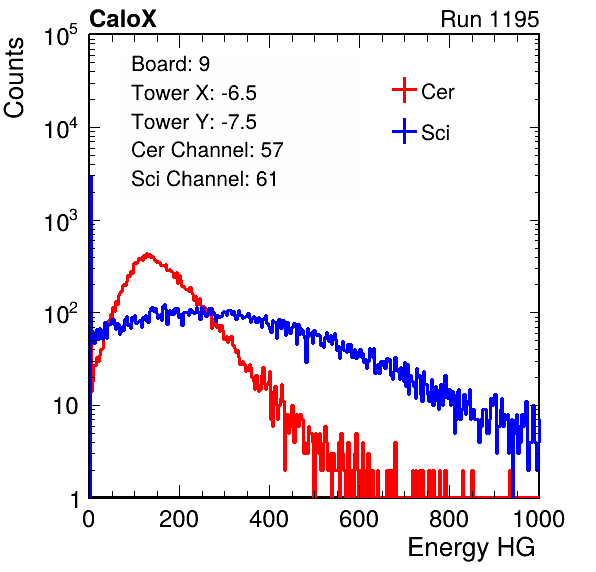 CaloX Run 1195
Counts
Board: 9
Tower X: -6.5
Tower Y: -7.5
Cer Channel: 57
Sci Channel: 61
Cer
Sci
10^5
10^4
10^3
10^2
10
1
0 200 400 600 800 1000
Energy HG